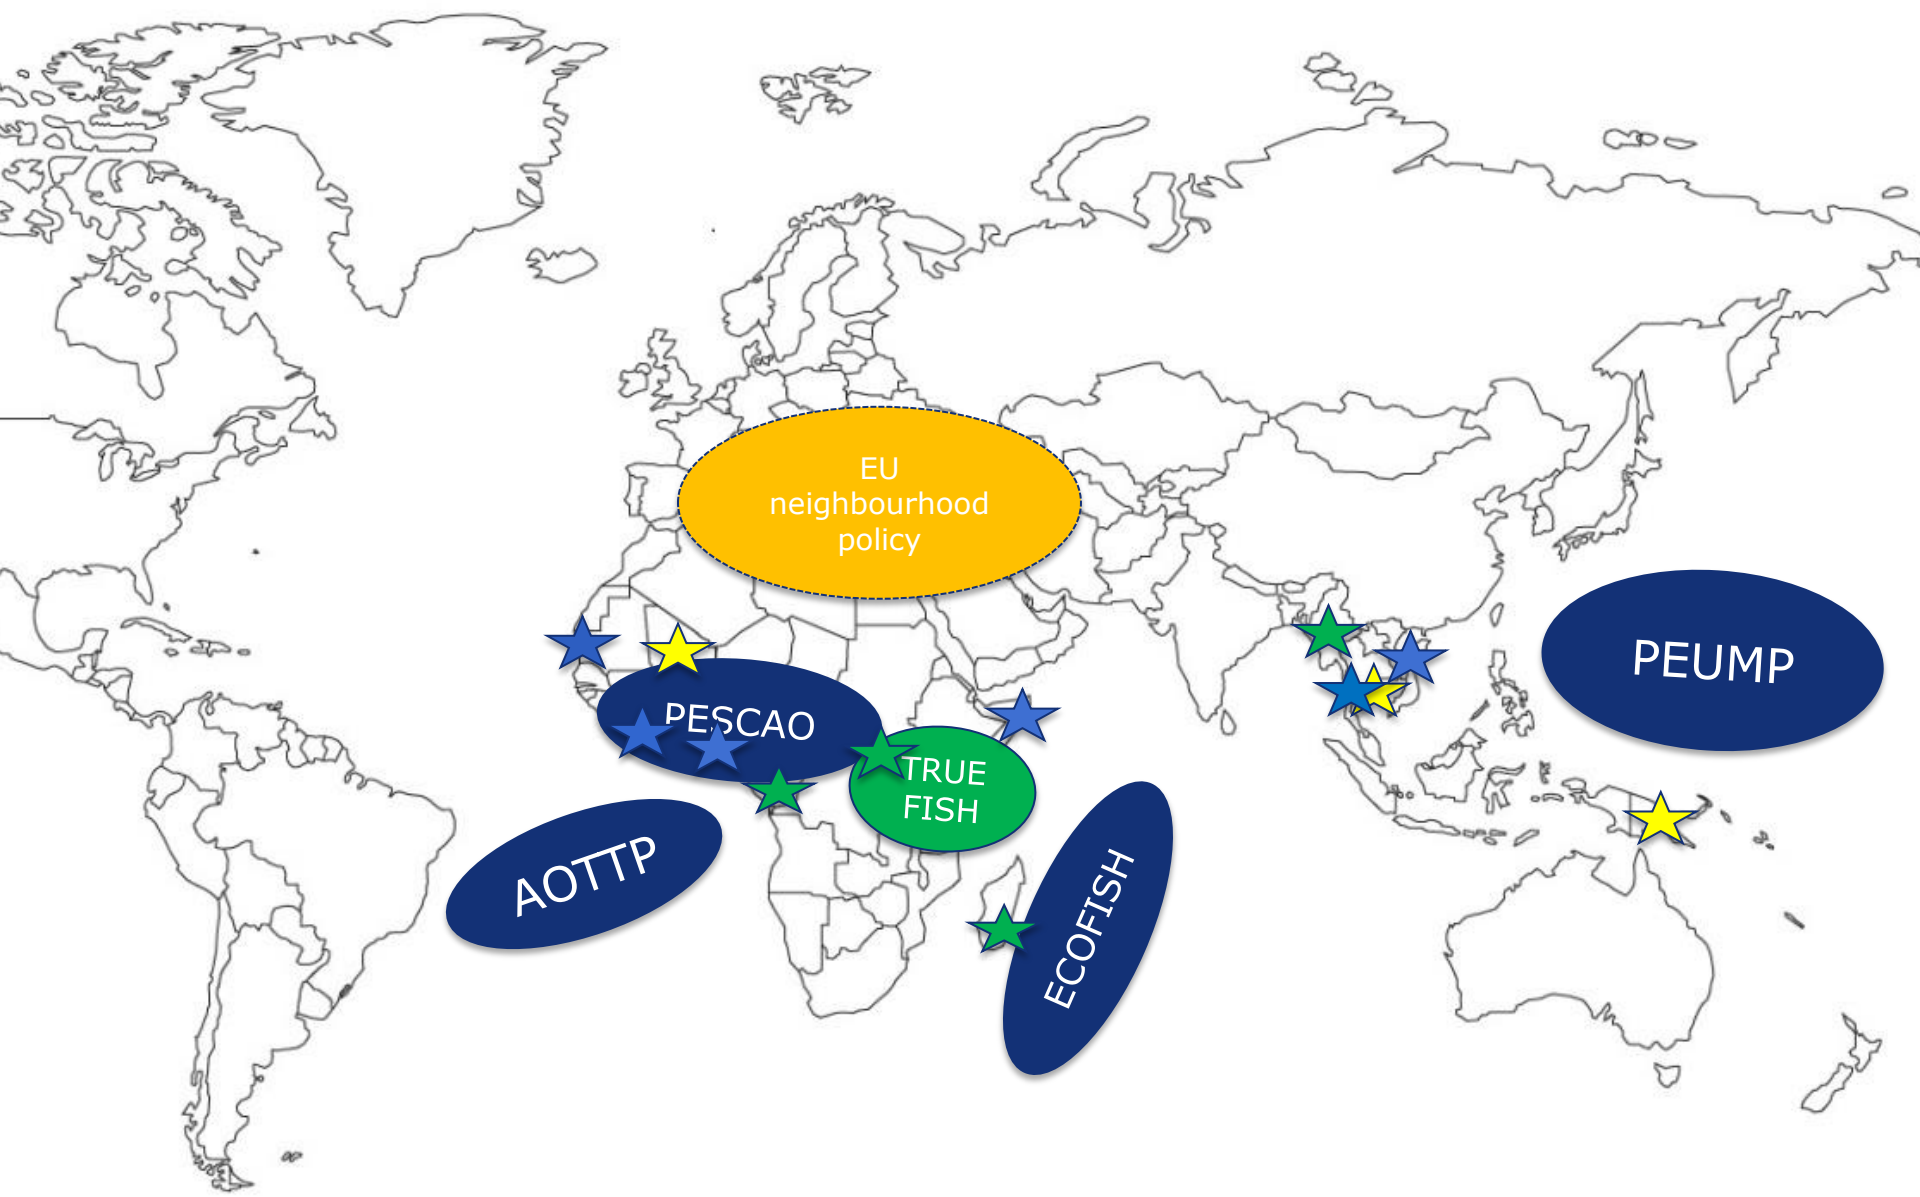 EU
neighbourhood
policy
PEUMP
PESCAO
TRUE
FISH
AOTTP
ECOFISH